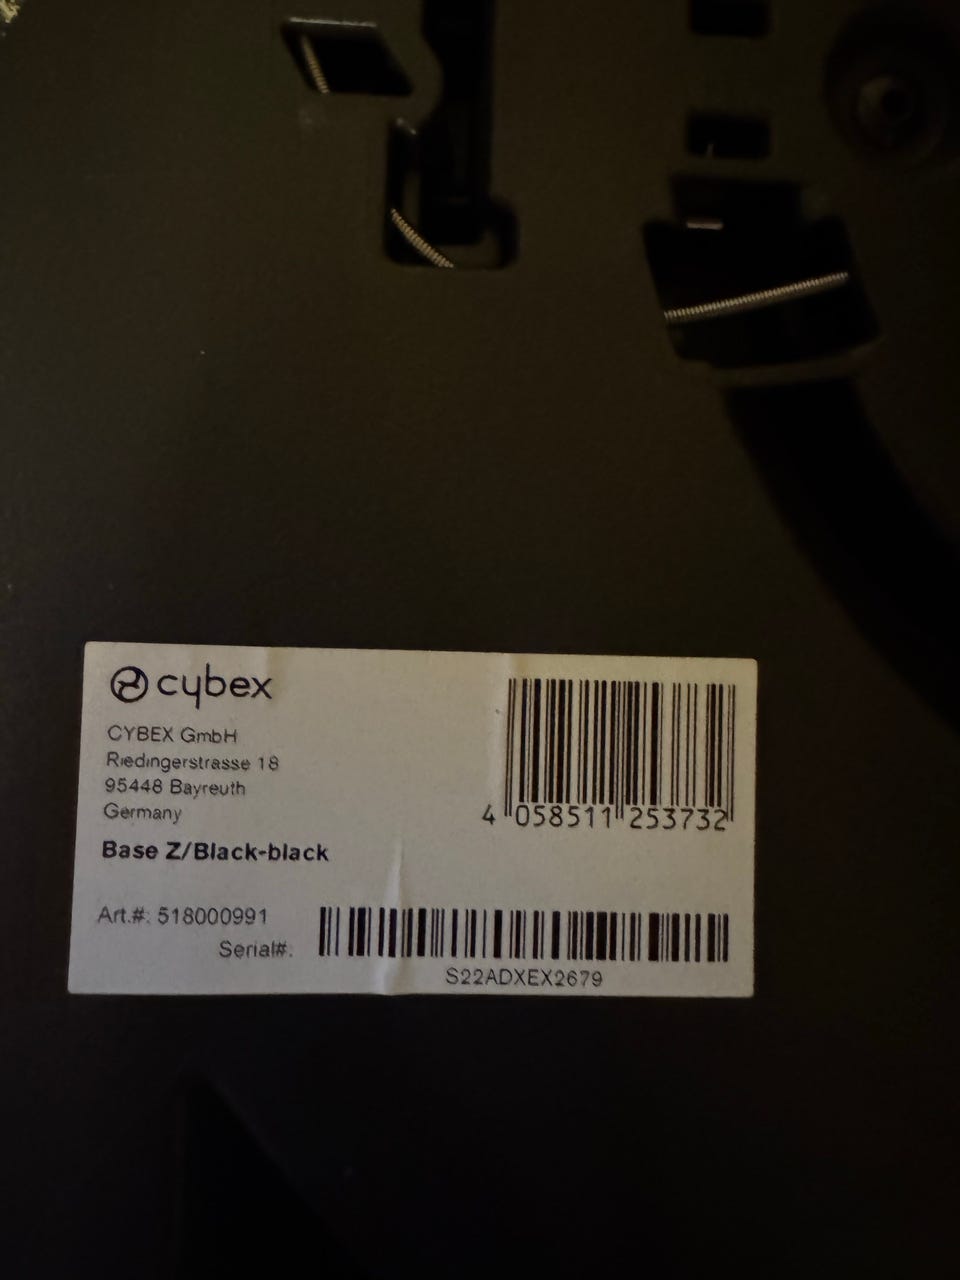 cybex
CYBEX GmbH
Riedingerstrasse 18
95448 Bayreuth
Germany
4 058511 253732
Base Z/Black-black
Art.#: 518000991
Serial#:
S22ADXEX2679